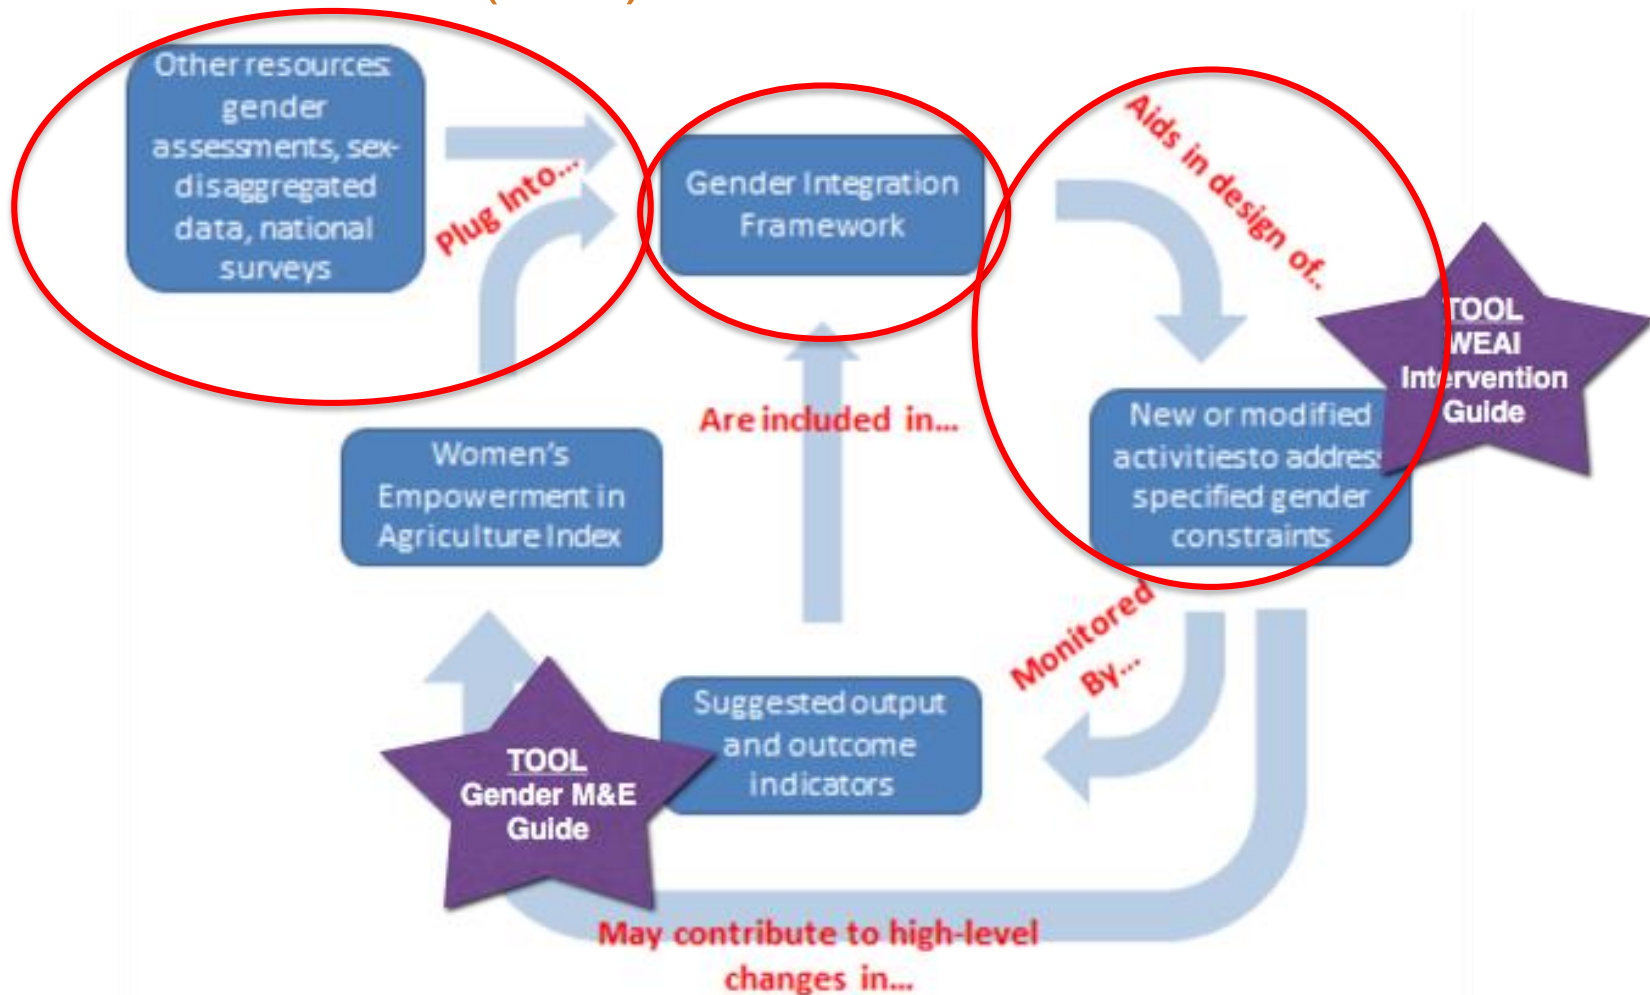 Other resources:
gender
assessments, sex-
disaggregated
data, national
surveys
Plug Into...
Gender Integration
Framework
Aids in design of..
TOOL
WEAI
Intervention
Guide
New or modified
activitiesto address
specified gender
constraints
Are included in...
Women's
Empowerment in
Agriculture Index
Monitored
By...
Suggested output
and outcome
indicators
TOOL
Gender M&E
Guide
May contribute to high-level
changes in...